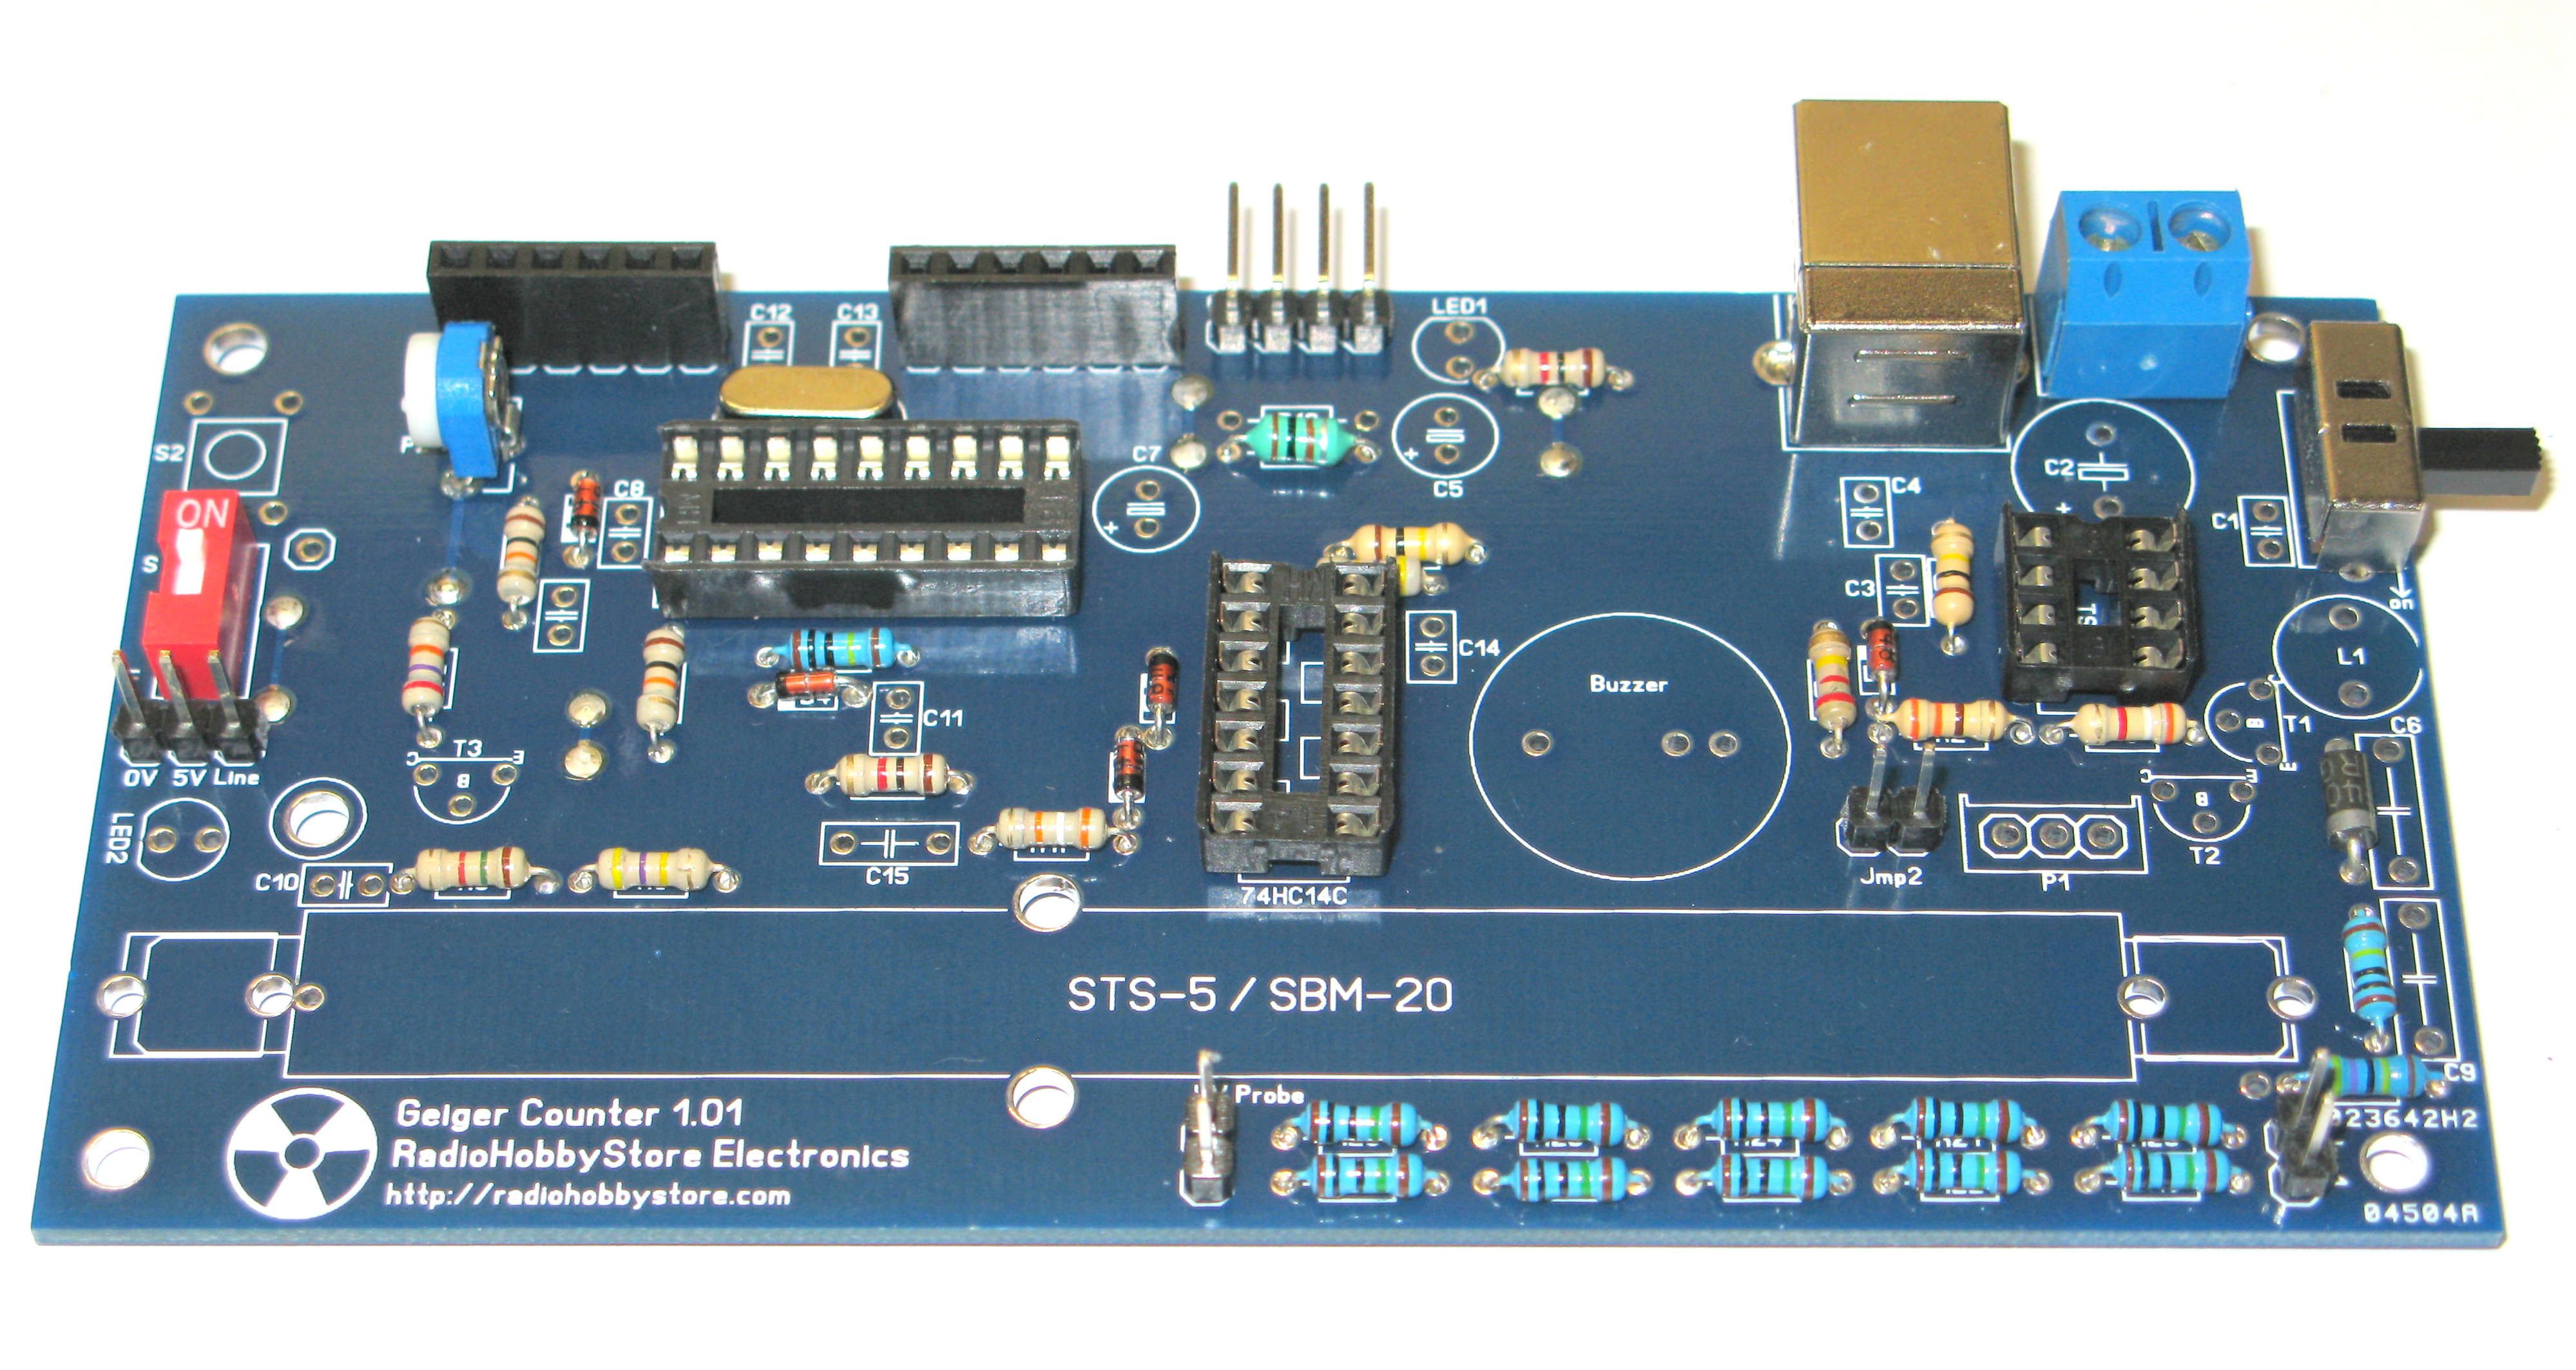 C12
C13
LED1
S2
C7
C8
C5
C4
C2
C1
ON
S
C3
on
C14
L1
Buzzer
C11
T3
C
E
B
T1
B
E
C6
0V 5V Line
C
E
B
T2
LED2
C15
Jmp2
P1
C10
74HC14C
STS-5 / SBM-20
Probe
C9
Geiger Counter 1.01
RadioHobbyStore Electronics
http://radiohobbystore.com
023642H2
04504A